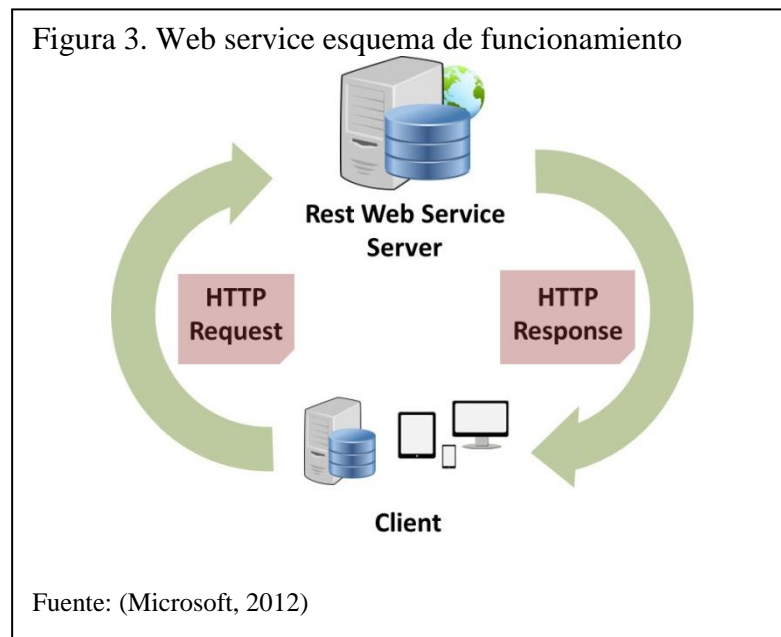 Figura 3. Web service esquema de funcionamiento
Rest Web Service
Server
HTTP
Request
HTTP
Response
Client
Fuente: (Microsoft, 2012)